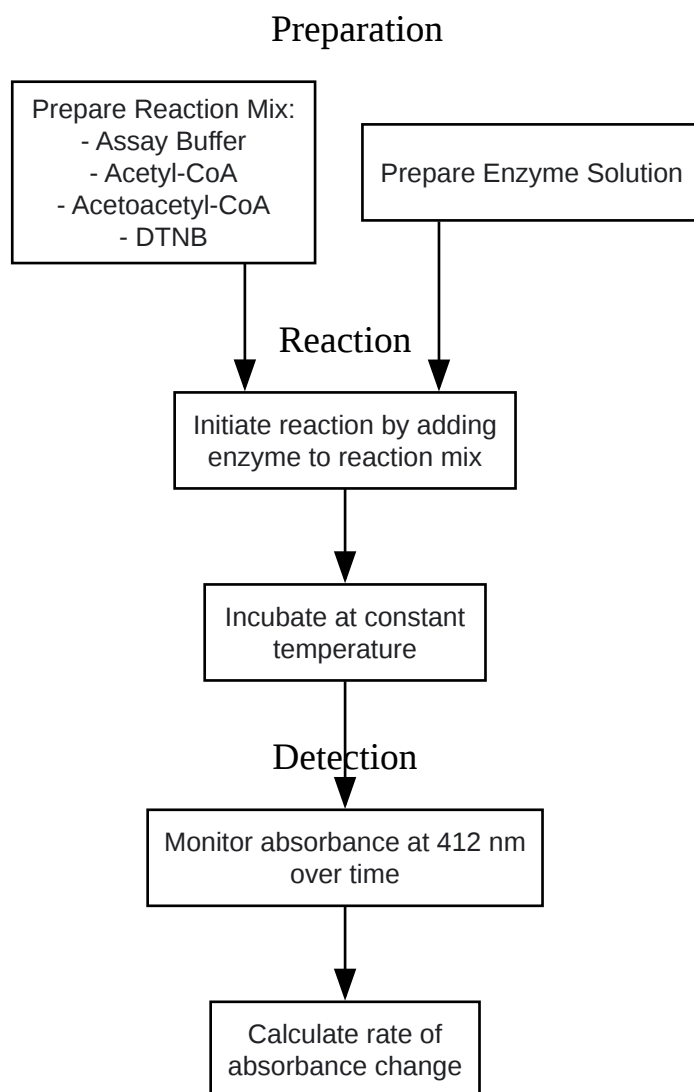 Preparation
Prepare Reaction Mix:
- Assay Buffer
- Acetyl-CoA
- Acetoacetyl-CoA
- DTNB
Prepare Enzyme Solution
Reaction
Initiate reaction by adding
enzyme to reaction mix
Incubate at constant
temperature
Detection
Monitor absorbance at 412 nm
over time
Calculate rate of
absorbance change